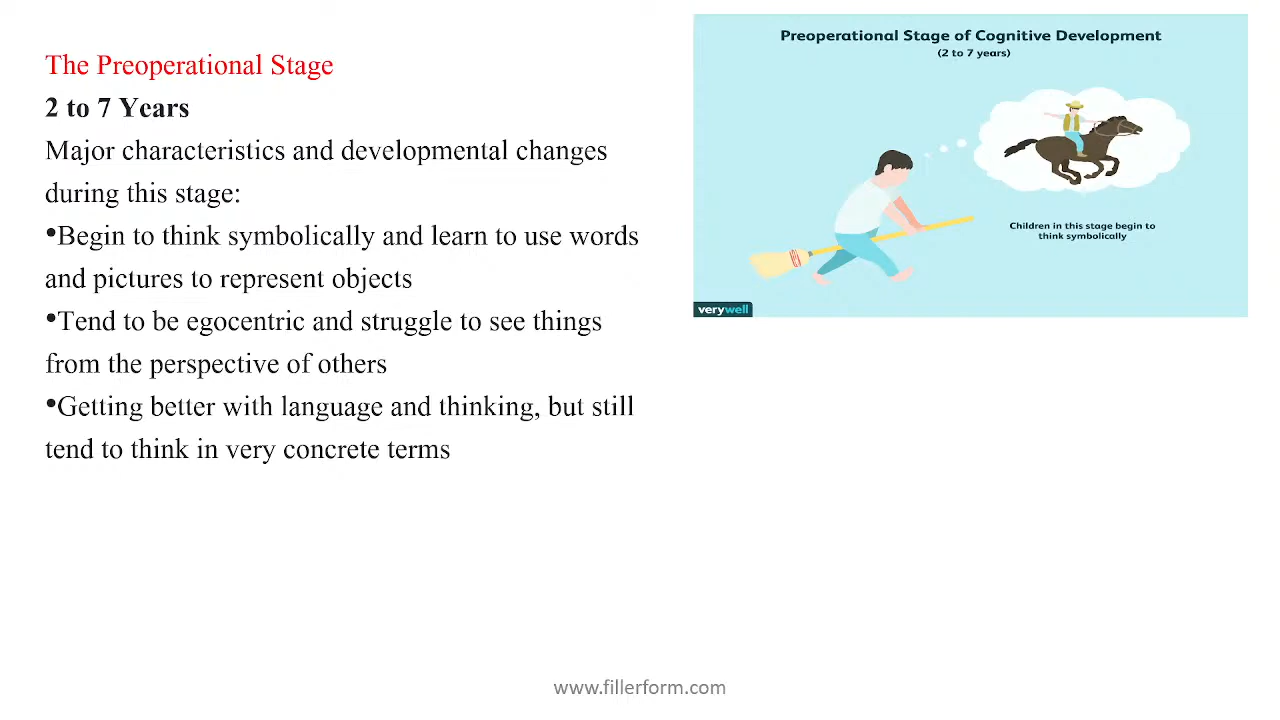 The Preoperational Stage
2 to 7 Years
Major characteristics and developmental changes
during this stage:
•Begin to think symbolically and learn to use words
and pictures to represent objects
•Tend to be egocentric and struggle to see things
from the perspective of others
•Getting better with language and thinking, but still
tend to think in very concrete terms
Preoperational Stage of Cognitive Development
(2 to 7 years)
Children in this stage begin to
think symbolically
verywell
www.fillerform.com